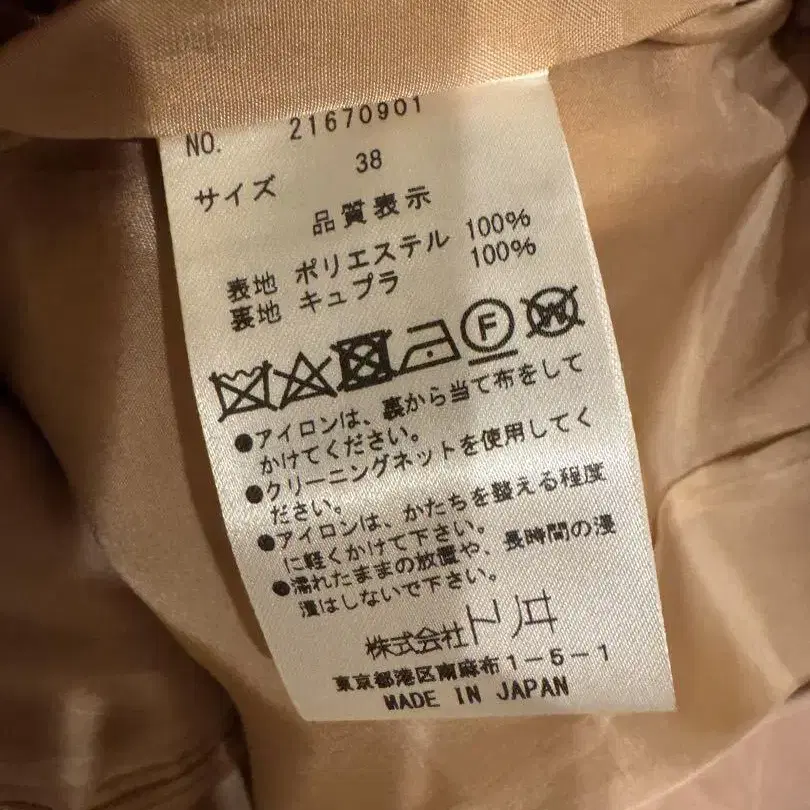 NO. 21670901
サイズ 38
品質表示
表地 ポリエステル 100%
裏地 キュプラ 100%
F W
●アイロンは、裏から当て布をして
かけてください。
●クリーニングネットを使用してく
ださい。
●アイロンは、かたちを整える程度
に軽くかけて下さい。
●濡れたままの放置や、長時間の浸
漬はしないで下さい。
株式会社トリヰ
東京都港区南麻布1-5-1
MADE IN JAPAN